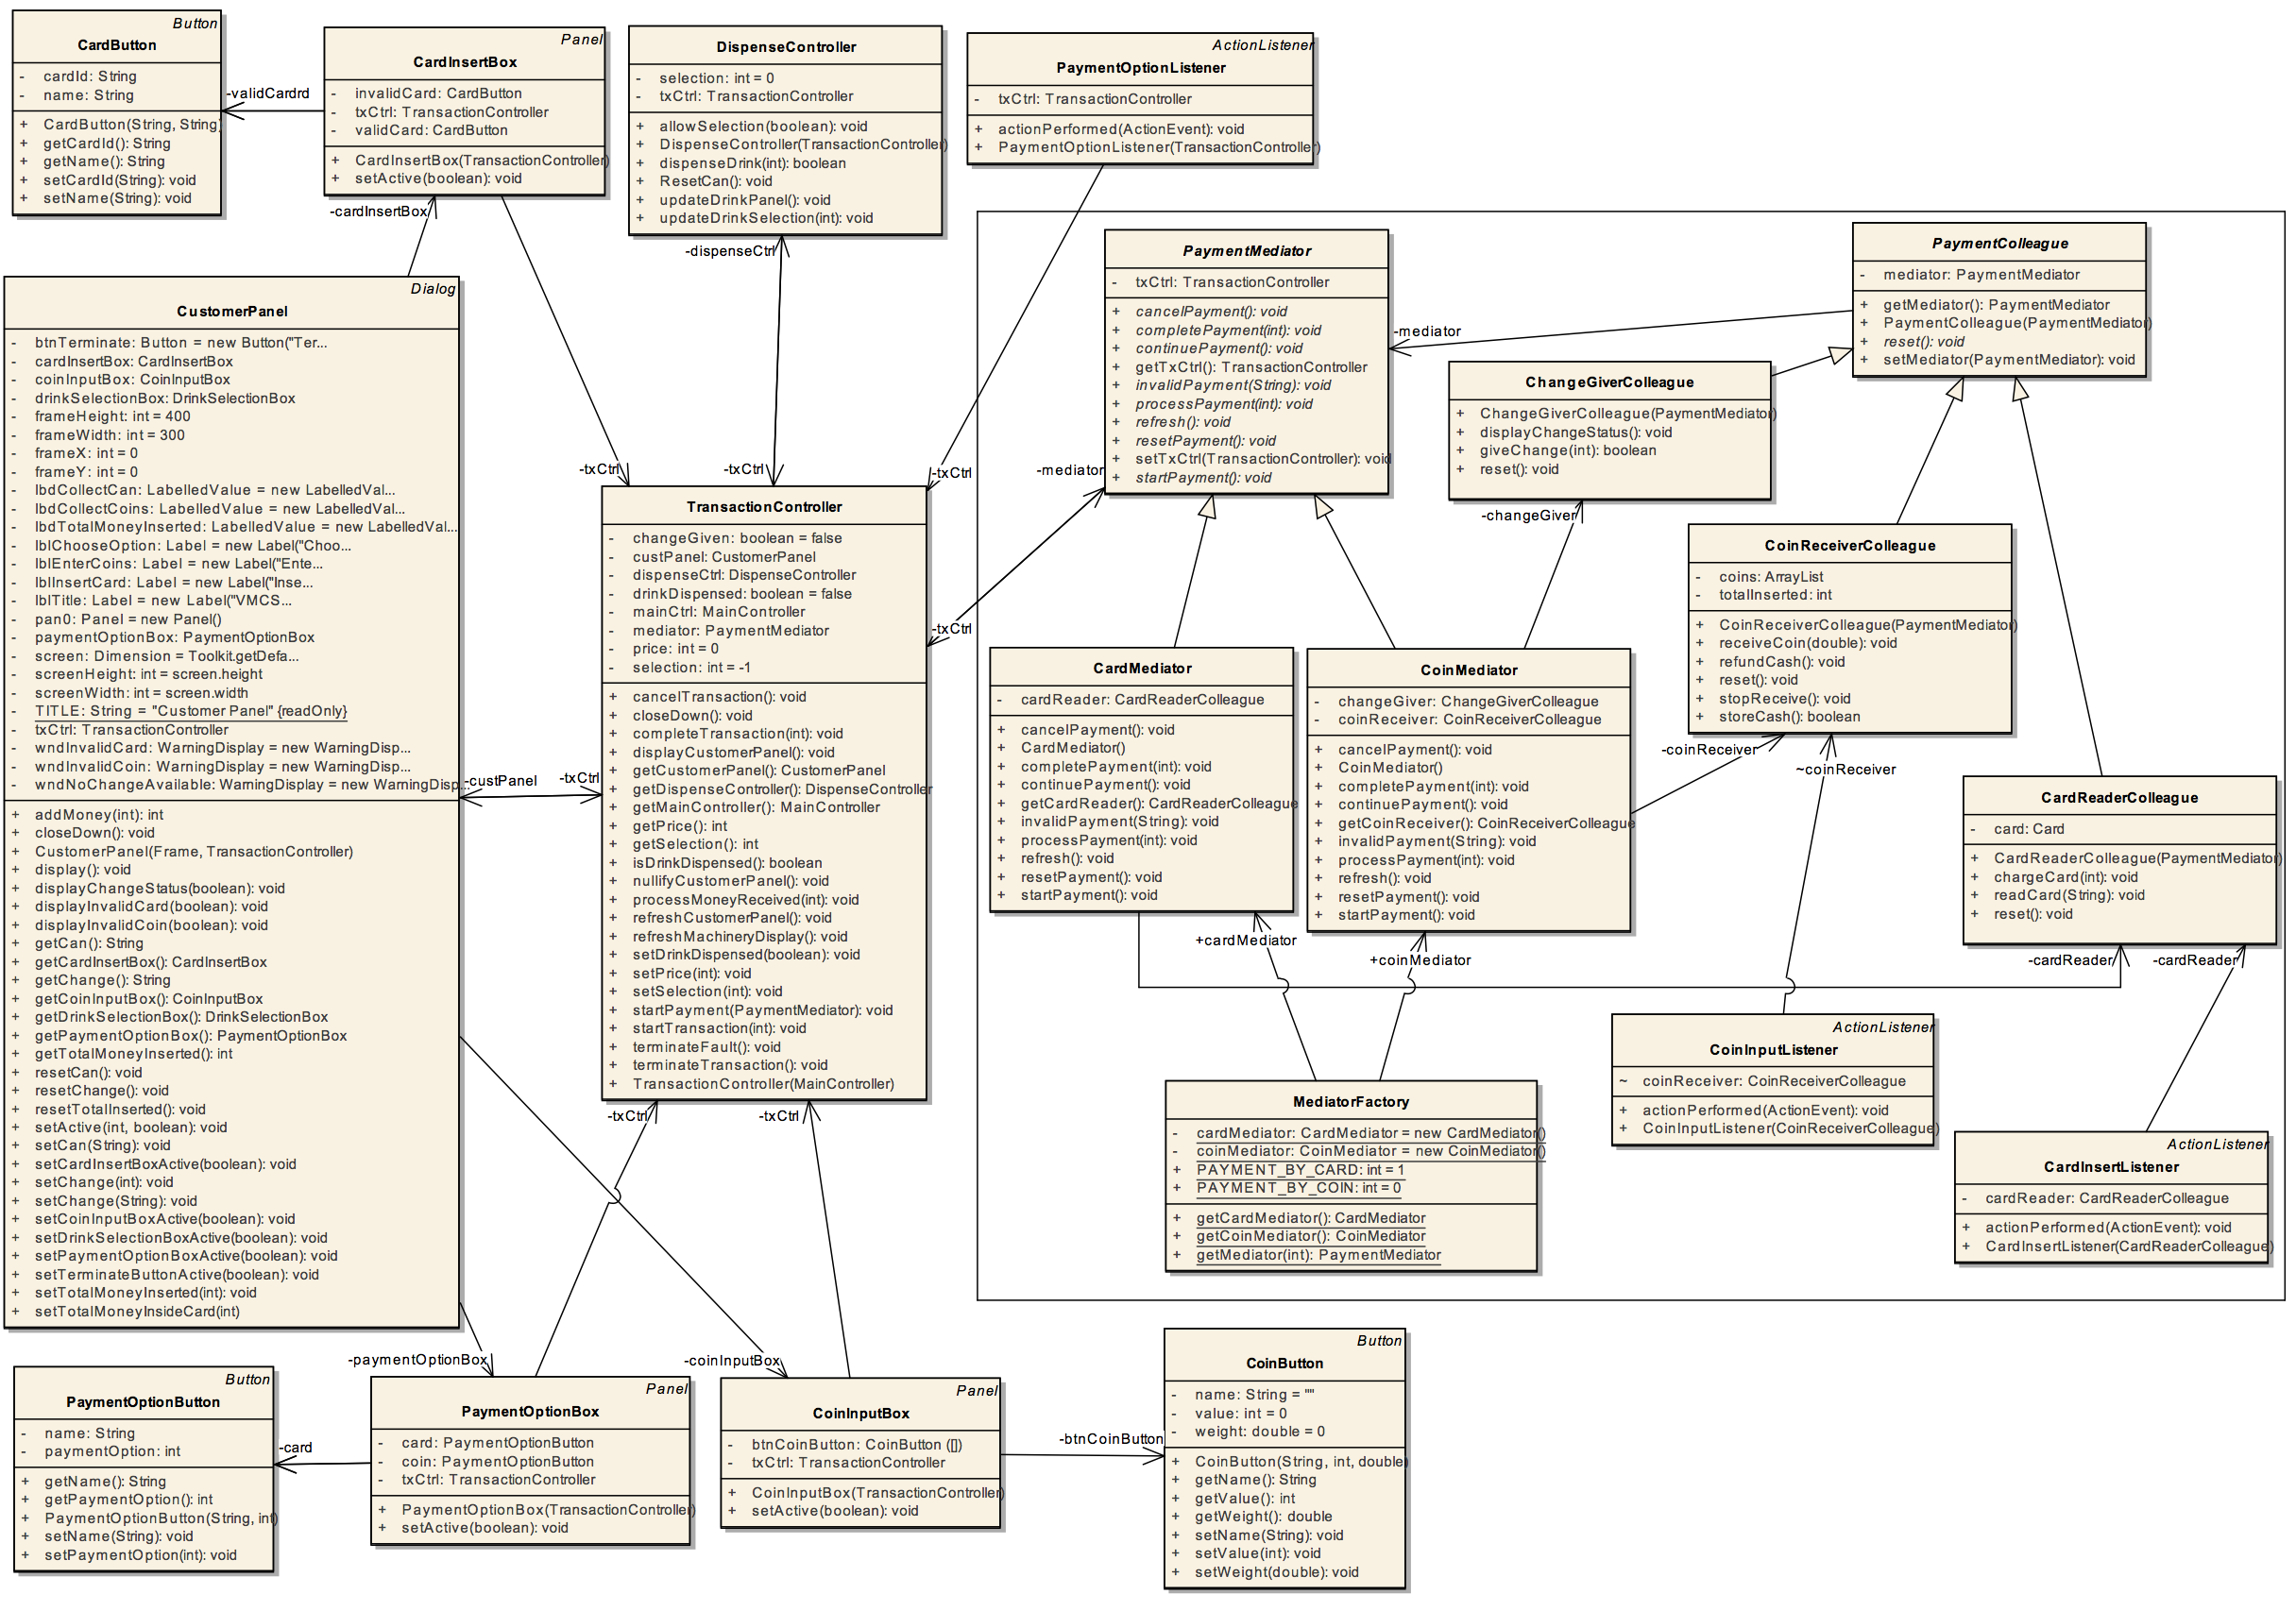 Button
CardButton
- cardId: String
- name: String
+ CardButton(String, String)
+ getCardId(): String
+ getName(): String
+ setCardId(String): void
+ setName(String): void
-validCardrd
Panel
CardInsertBox
- invalidCard: CardButton
- txCtrl: TransactionController
- validCard: CardButton
+ CardInsertBox(TransactionController)
+ setActive(boolean): void
-cardInsertBox
DispenseController
- selection: int = 0
- txCtrl: TransactionController
+ allowSelection(boolean): void
+ DispenseController(TransactionController)
+ dispenseDrink(int): boolean
+ ResetCan(): void
+ updateDrinkPanel(): void
+ updateDrinkSelection(int): void
-dispenseCtrl
ActionListener
PaymentOptionListener
- txCtrl: TransactionController
+ actionPerformed(ActionEvent): void
+ PaymentOptionListener(TransactionController)
Dialog
CustomerPanel
- btnTerminate: Button = new Button("Ter...
- cardInsertBox: CardInsertBox
- coinInputBox: CoinInputBox
- drinkSelectionBox: DrinkSelectionBox
- frameHeight: int = 400
- frameWidth: int = 300
- frameX: int = 0
- frameY: int = 0
- lbdCollectCan: LabelledValue = new LabelledVal...
- lbdCollectCoins: LabelledValue = new LabelledVal...
- lbdTotalMoneyInserted: LabelledValue = new LabelledVal...
- lblChooseOption: Label = new Label("Choo...
- lblEnterCoins: Label = new Label("Ente...
- lblInsertCard: Label = new Label("Inse...
- lblTitle: Label = new Label("VMCS...
- pan0: Panel = new Panel()
- paymentOptionBox: PaymentOptionBox
- screen: Dimension = Toolkit.getDefa...
- screenHeight: int = screen.height
- screenWidth: int = screen.width
- TITLE: String = "Customer Panel" {readOnly}
- txCtrl: TransactionController
- wndInvalidCard: WarningDisplay = new WarningDisp...
- wndInvalidCoin: WarningDisplay = new WarningDisp...
- wndNoChangeAvailable: WarningDisplay = new WarningDisp...
+ addMoney(int): int
+ closeDown(): void
+ CustomerPanel(Frame, TransactionController)
+ display(): void
+ displayChangeStatus(boolean): void
+ displayInvalidCard(boolean): void
+ displayInvalidCoin(boolean): void
+ getCan(): String
+ getCardInsertBox(): CardInsertBox
+ getChange(): String
+ getCoinInputBox(): CoinInputBox
+ getDrinkSelectionBox(): DrinkSelectionBox
+ getPaymentOptionBox(): PaymentOptionBox
+ getTotalMoneyInserted(): int
+ resetCan(): void
+ resetChange(): void
+ resetTotalInserted(): void
+ setActive(int, boolean): void
+ setCan(String): void
+ setCardInsertBoxActive(boolean): void
+ setChange(int): void
+ setChange(String): void
+ setCoinInputBoxActive(boolean): void
+ setDrinkSelectionBoxActive(boolean): void
+ setPaymentOptionBoxActive(boolean): void
+ setTerminateButtonActive(boolean): void
+ setTotalMoneyInserted(int): void
+ setTotalMoneyInsideCard(int)
-custPanel
-txCtrl
-txCtrl
-txCtrl
-txCtrl
-mediator
-txCtrl
TransactionController
- changeGiven: boolean = false
- custPanel: CustomerPanel
- dispenseCtrl: DispenseController
- drinkDispensed: boolean = false
- mainCtrl: MainController
- mediator: PaymentMediator
- price: int = 0
- selection: int = -1
+ cancelTransaction(): void
+ closeDown(): void
+ completeTransaction(int): void
+ displayCustomerPanel(): void
+ getCustomerPanel(): CustomerPanel
+ getDispenseController(): DispenseController
+ getMainController(): MainController
+ getPrice(): int
+ getSelection(): int
+ isDrinkDispensed(): boolean
+ nullifyCustomerPanel(): void
+ processMoneyReceived(int): void
+ refreshCustomerPanel(): void
+ refreshMachineryDisplay(): void
+ setDrinkDispensed(boolean): void
+ setPrice(int): void
+ setSelection(int): void
+ startPayment(PaymentMediator): void
+ startTransaction(int): void
+ terminateFault(): void
+ terminateTransaction(): void
+ TransactionController(MainController)
-txCtrl
-txCtrl
PaymentMediator
- txCtrl: TransactionController
+ cancelPayment(): void
+ completePayment(int): void
+ continuePayment(): void
+ getTxCtrl(): TransactionController
+ invalidPayment(String): void
+ processPayment(int): void
+ refresh(): void
+ resetPayment(): void
+ setTxCtrl(TransactionController): void
+ startPayment(): void
-mediator
PaymentColleague
- mediator: PaymentMediator
+ getMediator(): PaymentMediator
+ PaymentColleague(PaymentMediator)
+ reset(): void
+ setMediator(PaymentMediator): void
ChangeGiverColleague
+ ChangeGiverColleague(PaymentMediator)
+ displayChangeStatus(): void
+ giveChange(int): boolean
+ reset(): void
-changeGiver
CoinReceiverColleague
- coins: ArrayList
- totalInserted: int
+ CoinReceiverColleague(PaymentMediator)
+ receiveCoin(double): void
+ refundCash(): void
+ reset(): void
+ stopReceive(): void
+ storeCash(): boolean
-coinReceiver
~coinReceiver
CardMediator
- cardReader: CardReaderColleague
+ cancelPayment(): void
+ CardMediator()
+ completePayment(int): void
+ continuePayment(): void
+ getCardReader(): CardReaderColleague
+ invalidPayment(String): void
+ processPayment(int): void
+ refresh(): void
+ resetPayment(): void
+ startPayment(): void
+cardMediator
CoinMediator
- changeGiver: ChangeGiverColleague
- coinReceiver: CoinReceiverColleague
+ cancelPayment(): void
+ CoinMediator()
+ completePayment(int): void
+ continuePayment(): void
+ getCoinReceiver(): CoinReceiverColleague
+ invalidPayment(String): void
+ processPayment(int): void
+ refresh(): void
+ resetPayment(): void
+ startPayment(): void
+coinMediator
CardReaderColleague
- card: Card
+ CardReaderColleague(PaymentMediator)
+ chargeCard(int): void
+ readCard(String): void
+ reset(): void
-cardReader
-cardReader
MediatorFactory
- cardMediator: CardMediator = new CardMediator()
- coinMediator: CoinMediator = new CoinMediator()
+ PAYMENT_BY_CARD: int = 1
+ PAYMENT_BY_COIN: int = 0
+ getCardMediator(): CardMediator
+ getCoinMediator(): CoinMediator
+ getMediator(int): PaymentMediator
ActionListener
CoinInputListener
~ coinReceiver: CoinReceiverColleague
+ actionPerformed(ActionEvent): void
+ CoinInputListener(CoinReceiverColleague)
ActionListener
CardInsertListener
- cardReader: CardReaderColleague
+ actionPerformed(ActionEvent): void
+ CardInsertListener(CardReaderColleague)
-paymentOptionBox
-coinInputBox
Button
PaymentOptionButton
- name: String
- paymentOption: int
+ getName(): String
+ getPaymentOption(): int
+ PaymentOptionButton(String, int)
+ setName(String): void
+ setPaymentOption(int): void
-card
Panel
PaymentOptionBox
- card: PaymentOptionButton
- coin: PaymentOptionButton
- txCtrl: TransactionController
+ PaymentOptionBox(TransactionController)
+ setActive(boolean): void
Panel
CoinInputBox
- btnCoinButton: CoinButton ([])
- txCtrl: TransactionController
+ CoinInputBox(TransactionController)
+ setActive(boolean): void
-btnCoinButton
Button
CoinButton
- name: String = ""
- value: int = 0
- weight: double = 0
+ CoinButton(String, int, double)
+ getName(): String
+ getValue(): int
+ getWeight(): double
+ setName(String): void
+ setValue(int): void
+ setWeight(double): void